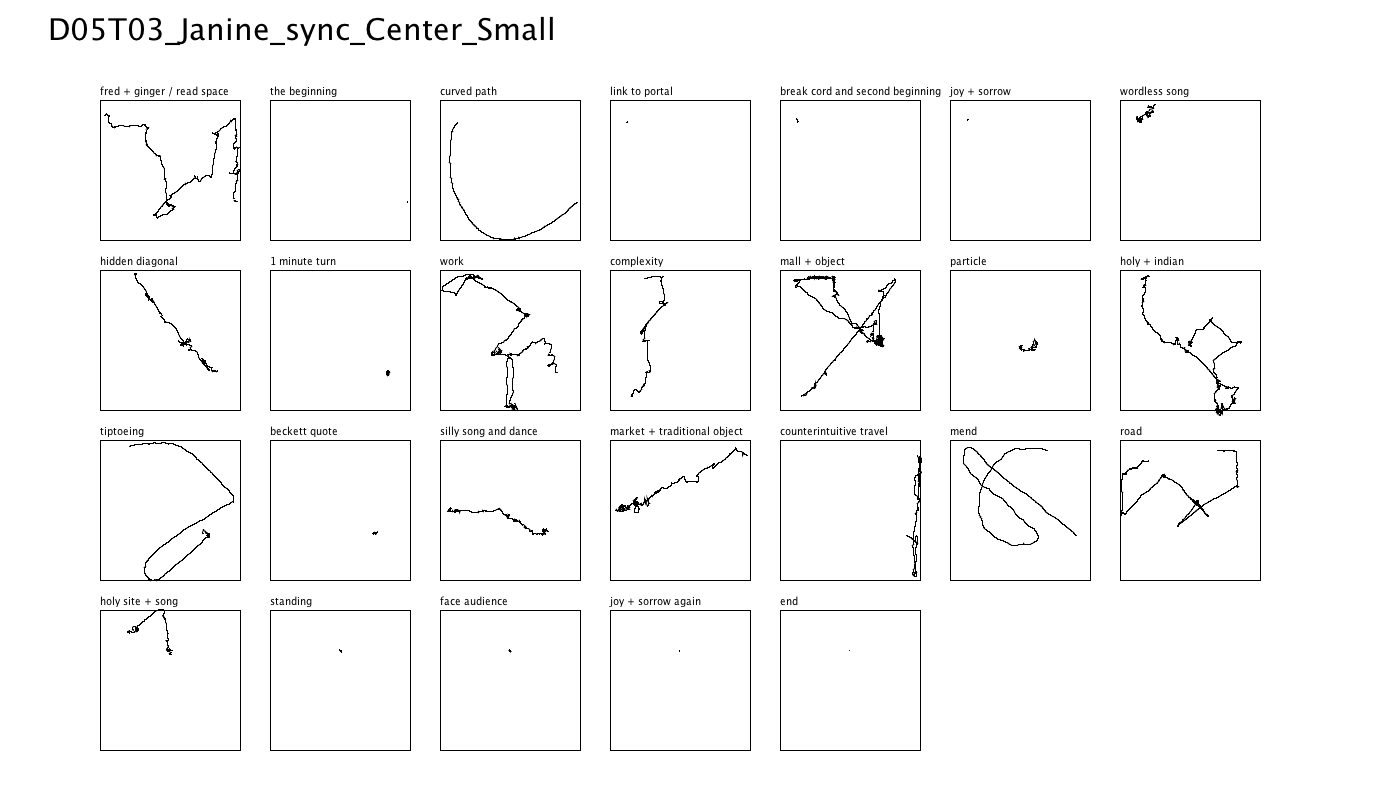 D05T03_Janine_sync_Center_Small
fred + ginger / read space
the beginning
curved path
link to portal
break cord and second beginning
joy + sorrow
wordless song
hidden diagonal
1 minute turn
work
complexity
mall + object
particle
holy + indian
tiptoeing
beckett quote
silly song and dance
market + traditional object
counterintuitive travel
mend
road
holy site + song
standing
face audience
joy + sorrow again
end